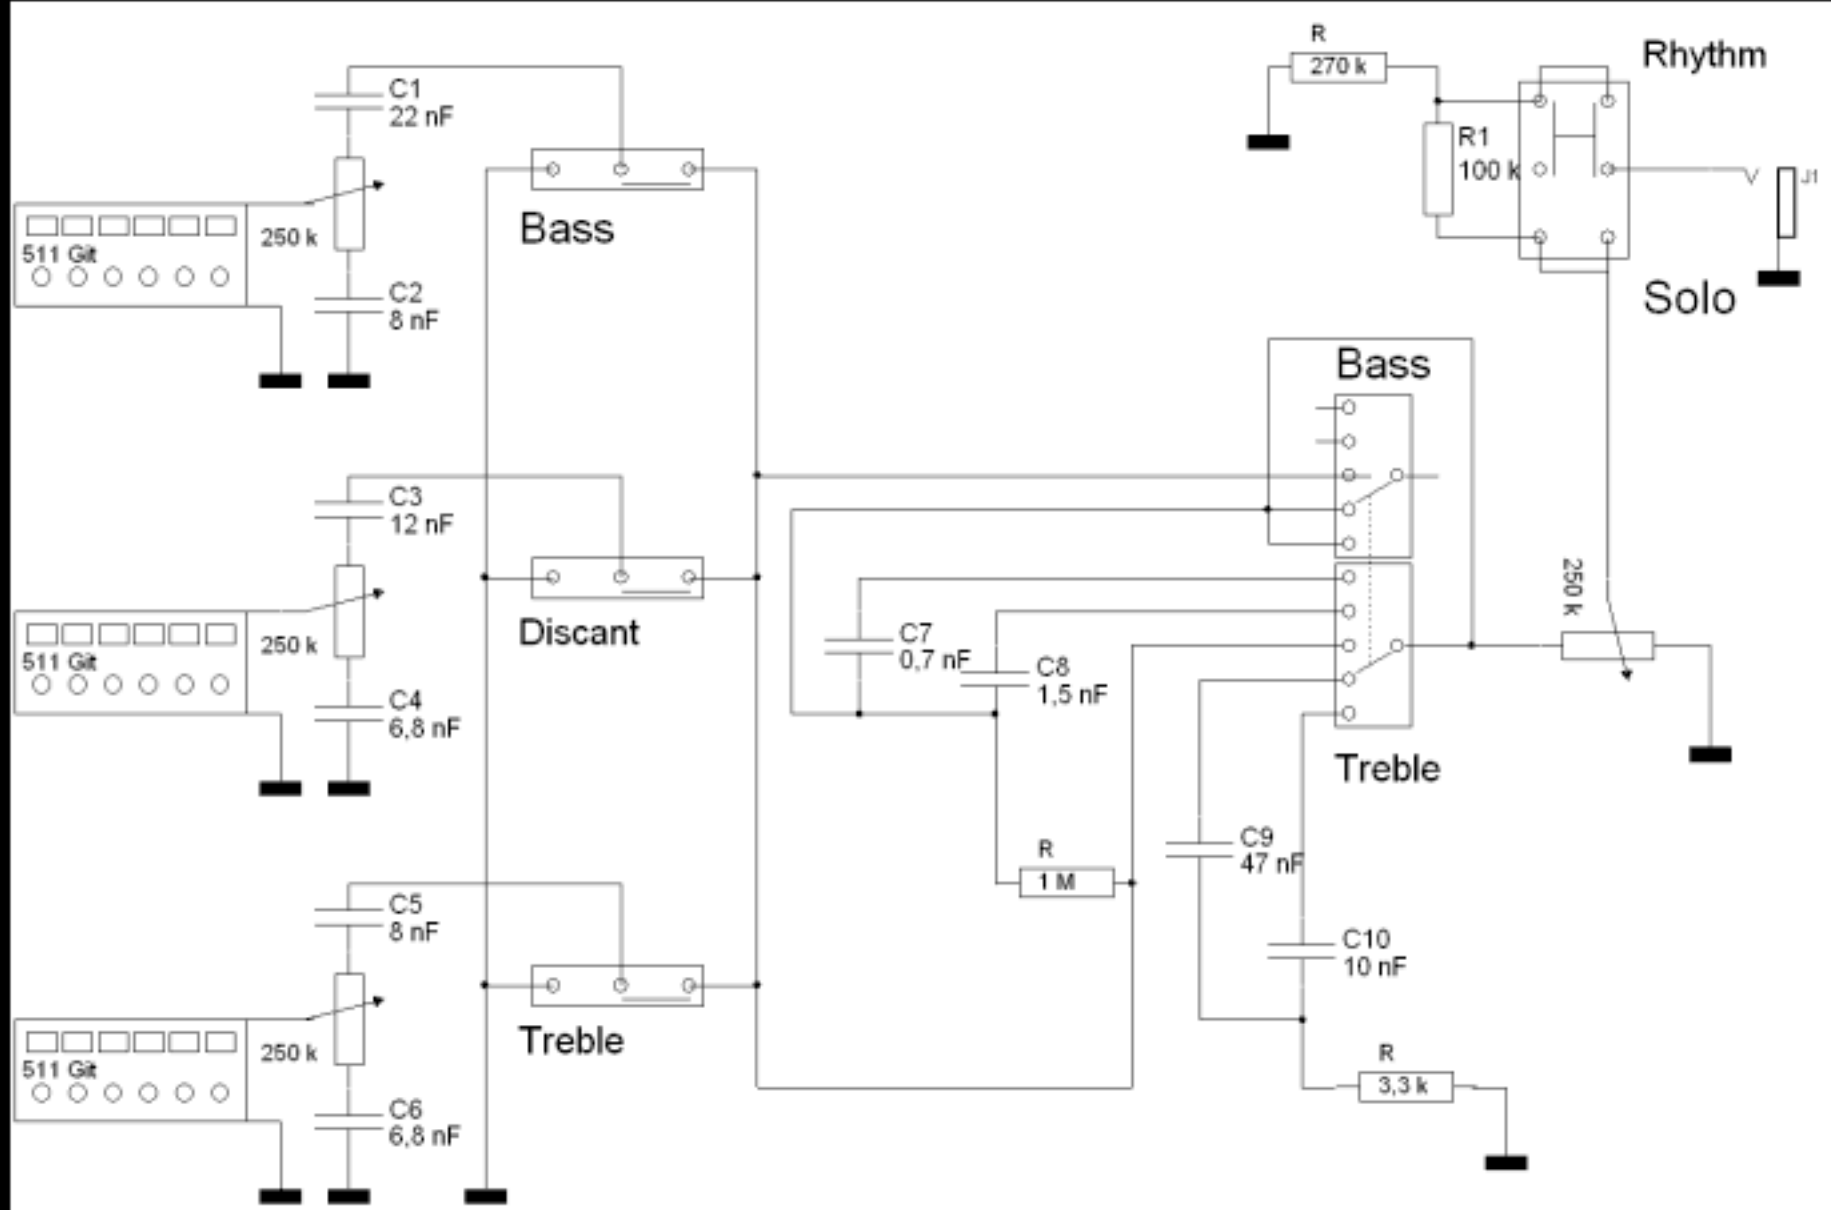 R
270 k
Rhythm
C1
22 nF
R1
100 k
J1
Bass
250 k
511 Git
C2
8 nF
Solo
Bass
C3
12 nF
250 k
Discant
250 k
511 Git
C7
0,7 nF
C8
1,5 nF
C4
6,8 nF
Treble
R
1 M
C9
47 nF
C5
8 nF
C10
10 nF
Treble
250 k
511 Git
R
3,3 k
C6
6,8 nF